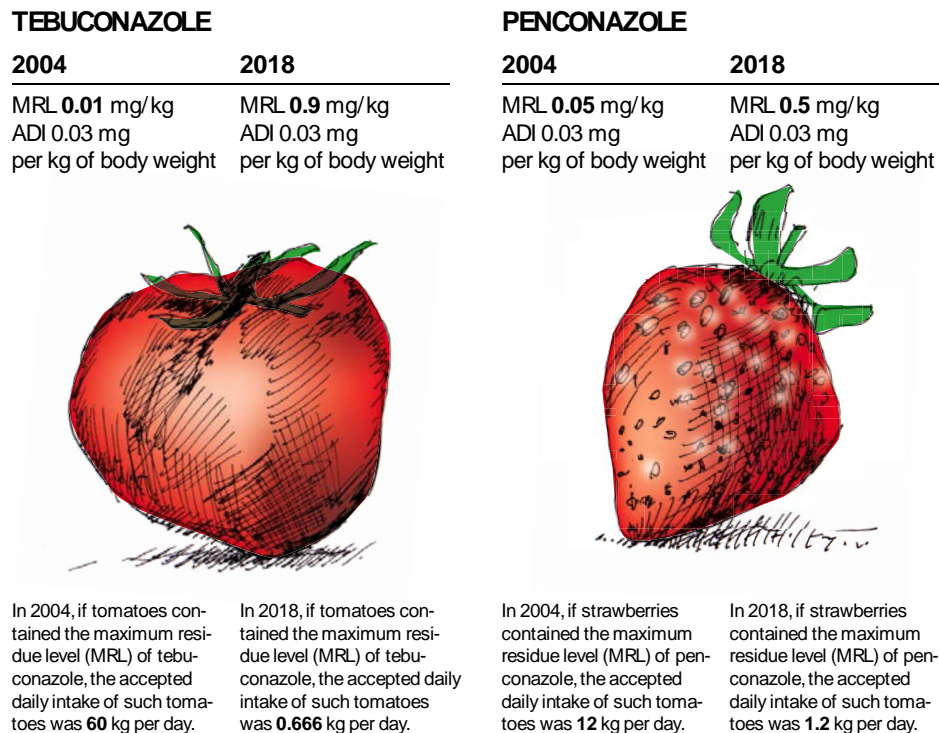 TEBUCONAZOLE
2004
MRL 0.01 mg/kg
ADI 0.03 mg
per kg of body weight
2018
MRL 0.9 mg/kg
ADI 0.03 mg
per kg of body weight
In 2004, if tomatoes con-
tained the maximum resi-
due level (MRL) of tebu-
conazole, the accepted
daily intake of such toma-
toes was 60 kg per day.
In 2018, if tomatoes con-
tained the maximum resi-
due level (MRL) of tebu-
conazole, the accepted daily
intake of such tomatoes
was 0.666 kg per day.
PENCONAZOLE
2004
MRL 0.05 mg/kg
ADI 0.03 mg
per kg of body weight
2018
MRL 0.5 mg/kg
ADI 0.03 mg
per kg of body weight
In 2004, if strawberries
contained the maximum
residue level (MRL) of pen-
conazole, the accepted
daily intake of such toma-
toes was 12 kg per day.
In 2018, if strawberries
contained the maximum
residue level (MRL) of pen-
conazole, the accepted
daily intake of such toma-
toes was 1.2 kg per day.